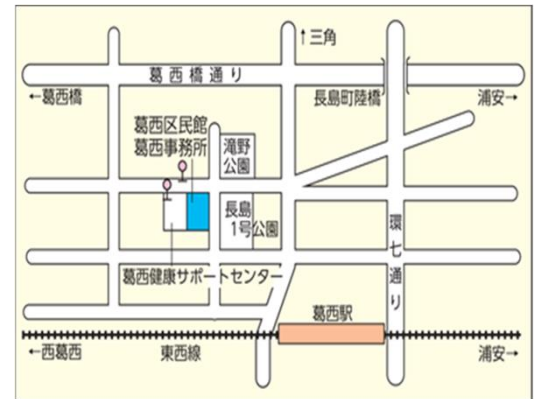 ↑三角
葛西橋通り
←葛西橋
長島町陸橋
浦安→
葛西区民館
葛西事務所
滝野
公園
長島
1号公園
環七通り
葛西健康サポートセンター
葛西駅
←西葛西
東西線
浦安→